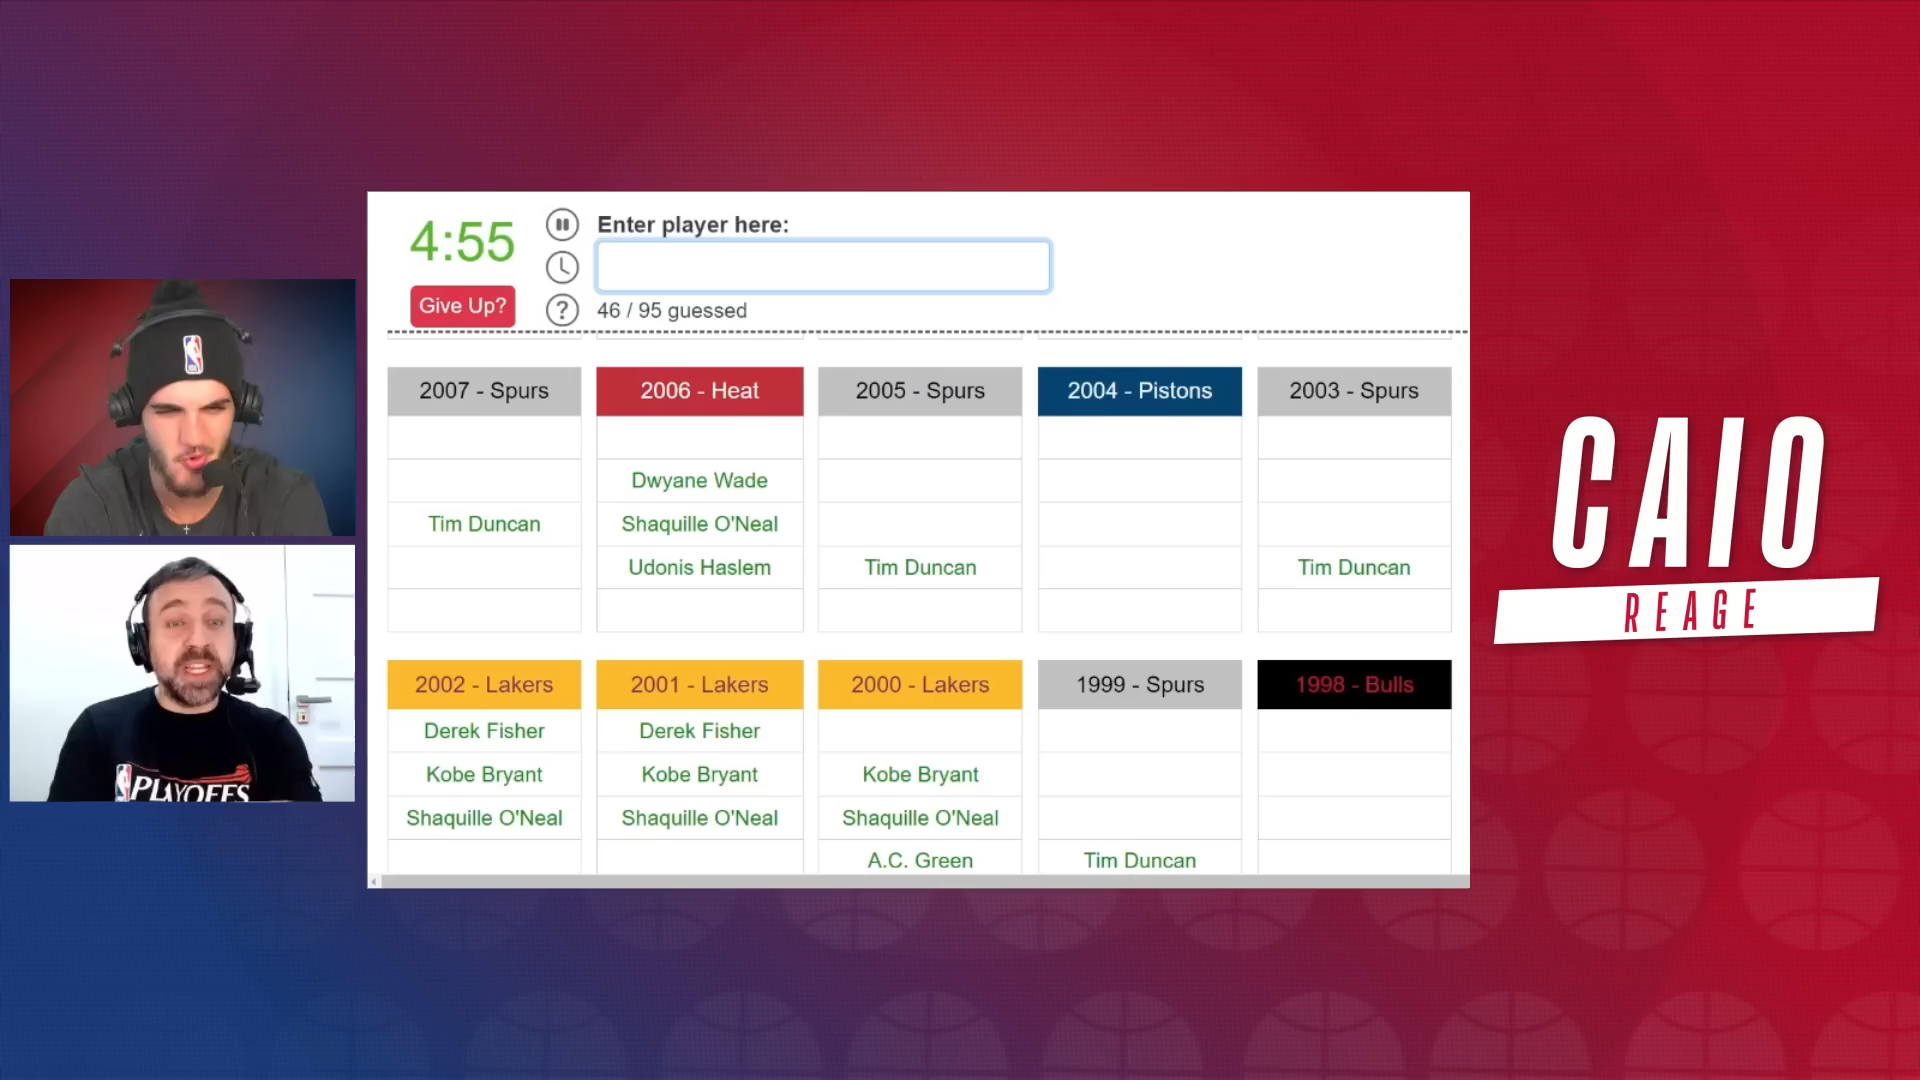 4:55
Give Up?
?
Enter player here:
46 / 95 guessed
2007 - Spurs
2006 - Heat
2005 - Spurs
2004 - Pistons
2003 - Spurs
Dwyane Wade
Tim Duncan
Shaquille O'Neal
Udonis Haslem
Tim Duncan
Tim Duncan
2002 - Lakers
2001 - Lakers
2000 - Lakers
1999 - Spurs
1998 - Bulls
Derek Fisher
Derek Fisher
Kobe Bryant
Kobe Bryant
Kobe Bryant
Shaquille O'Neal
Shaquille O'Neal
Shaquille O'Neal
A.C. Green
Tim Duncan
PLAYOFFS
CAIO
REAGE